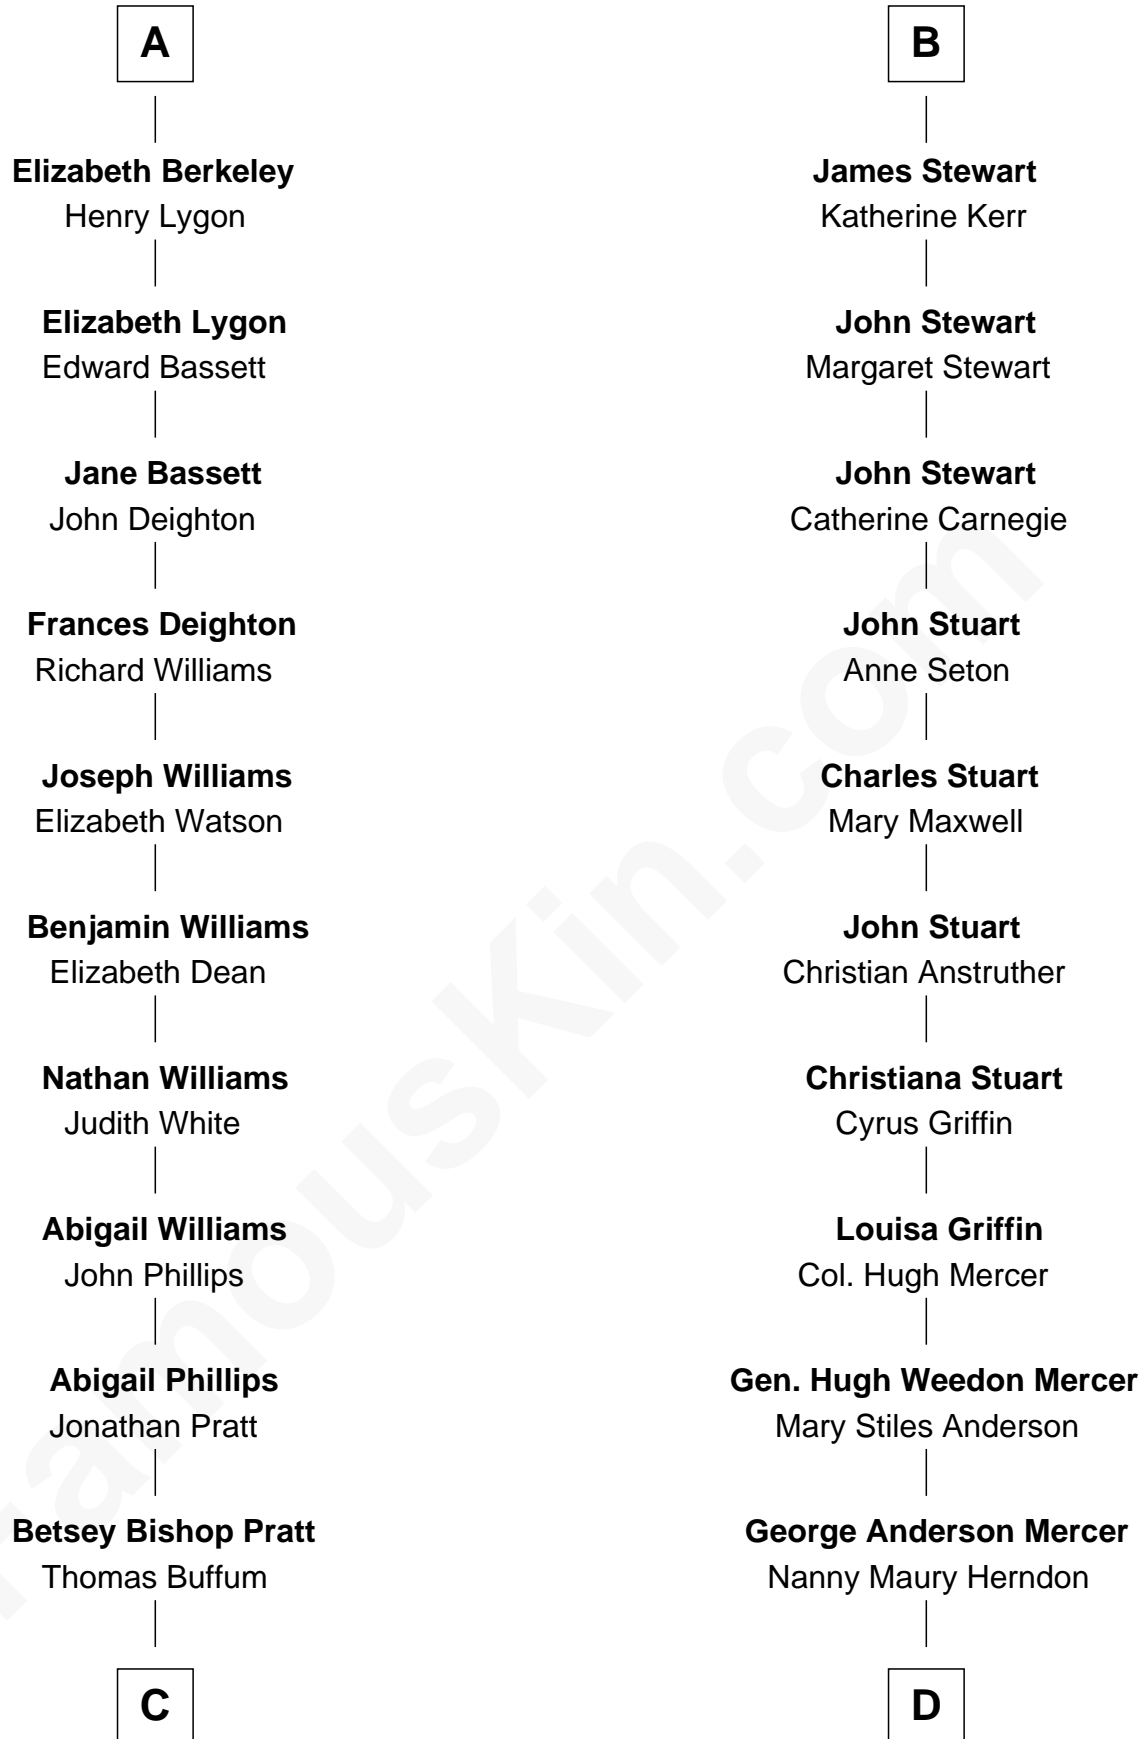 A
Elizabeth Berkeley
Henry Lygon
Elizabeth Lygon
Edward Bassett
Jane Bassett
John Deighton
Frances Deighton
Richard Williams
Joseph Williams
Elizabeth Watson
Benjamin Williams
Elizabeth Dean
Nathan Williams
Judith White
Abigail Williams
John Phillips
Abigail Phillips
Jonathan Pratt
Betsey Bishop Pratt
Thomas Buffum
C
B
James Stewart
Katherine Kerr
John Stewart
Margaret Stewart
John Stewart
Catherine Carnegie
John Stuart
Anne Seton
Charles Stuart
Mary Maxwell
John Stuart
Christian Anstruther
Christiana Stuart
Cyrus Griffin
Louisa Griffin
Col. Hugh Mercer
Gen. Hugh Weedon Mercer
Mary Stiles Anderson
George Anderson Mercer
Nanny Maury Herndon
D
FamousKin.com